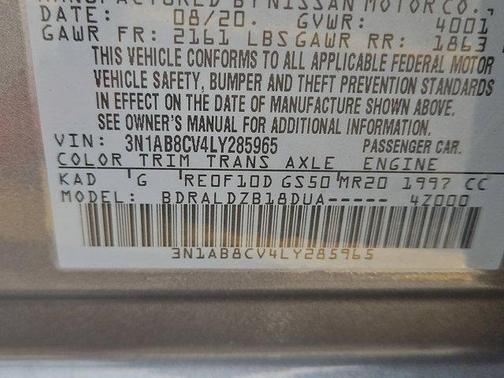 MANUFACTURED BY NISSAN MOTOR CO.,
DATE: 08/20. GVWR: 4001
GAWR FR: 2161 LBS GAWR RR: 1863
THIS VEHICLE CONFORMS TO ALL APPLICABLE FEDERAL MOTOR
VEHICLE SAFETY, BUMPER AND THEFT PREVENTION STANDARDS
IN EFFECT ON THE DATE OF MANUFACTURE SHOWN ABOVE.
SEE OWNER'S MANUAL FOR ADDITIONAL INFORMATION.
VIN: 3N1AB8CV4LY285965 PASSENGER CAR.
COLOR TRIM TRANS AXLE ENGINE
KAD G RE0F10D GS50 MR20 1997 CC
MODEL: BDRALDZB18DUA----- 4Z000
3N1AB8CV4LY285965